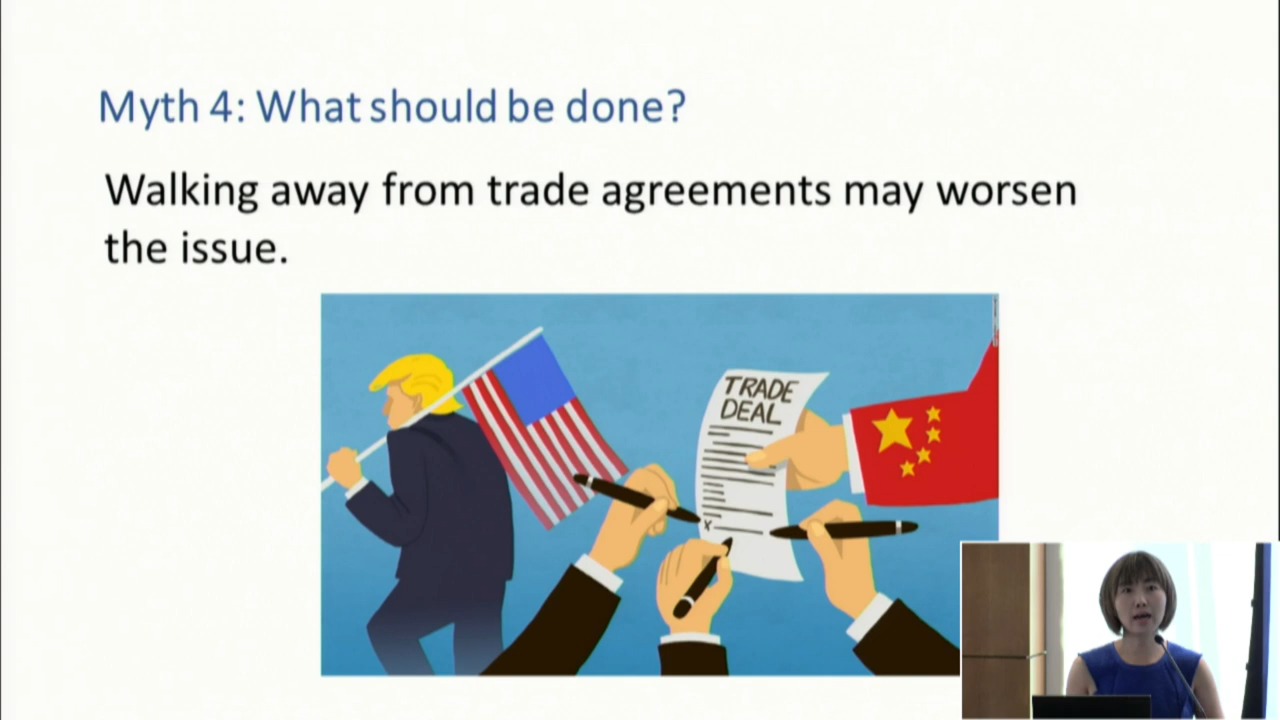 Myth 4: What should be done?
Walking away from trade agreements may worsen
the issue.
TRADE
DEAL
x